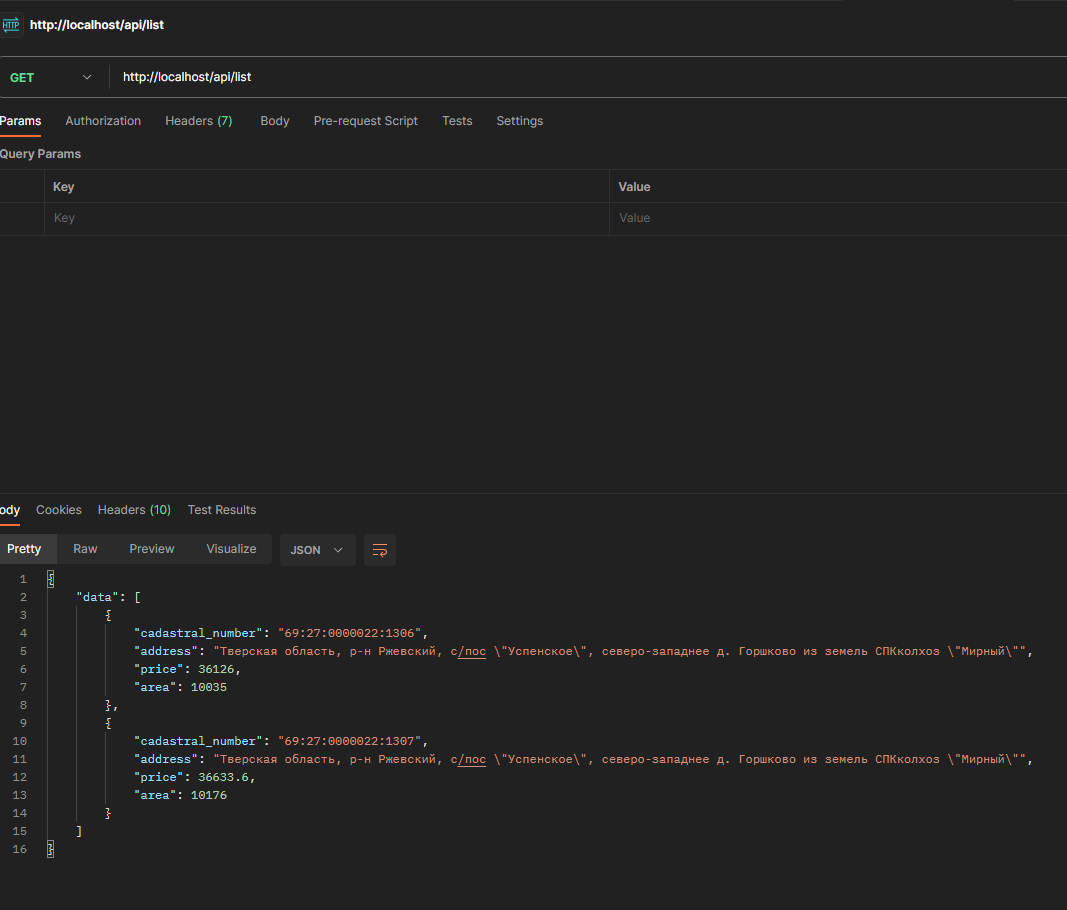 HTTP http://localhost/api/list
GET http://localhost/api/list
Params Authorization Headers (7) Body Pre-request Script Tests Settings
Query Params
Key Value
Key Value
ody Cookies Headers (10) Test Results
Pretty Raw Preview Visualize JSON
1 {
2 "data": [
3 {
4 "cadastral_number": "69:27:0000022:1306",
5 "address": "Тверская область, р-н Ржевский, с/пос \"Успенское\", северо-западнее д. Горшково из земель СПКколхоз \"Мирный\"",
6 "price": 36126,
7 "area": 10035
8 },
9 {
10 "cadastral_number": "69:27:0000022:1307",
11 "address": "Тверская область, р-н Ржевский, с/пос \"Успенское\", северо-западнее д. Горшково из земель СПКколхоз \"Мирный\"",
12 "price": 36633.6,
13 "area": 10176
14 }
15 ]
16 }